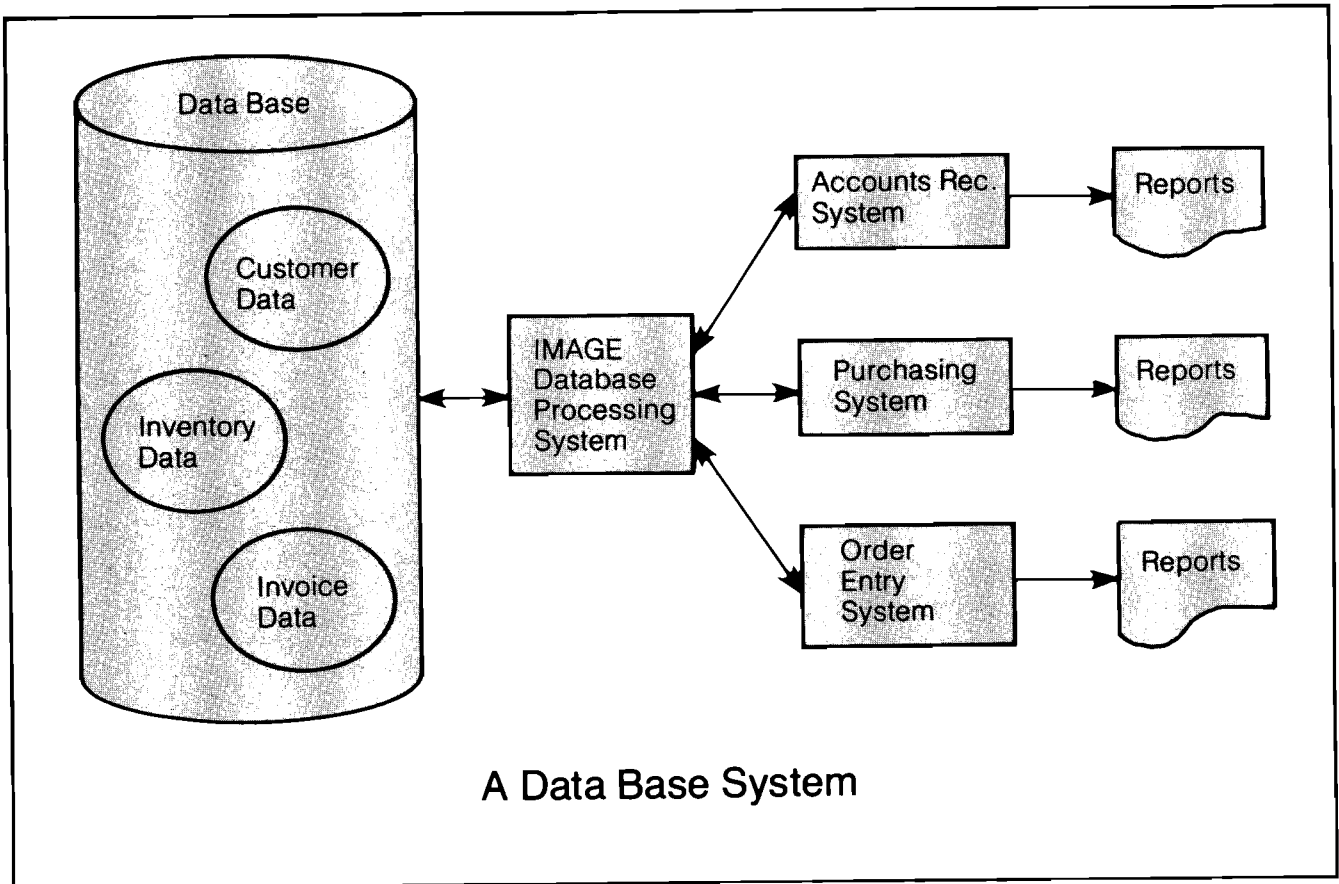 Data Base
Customer
Data
Inventory
Data
Invoice
Data
IMAGE
Database
Processing
System
Accounts Rec.
System
Reports
Purchasing
System
Reports
Order
Entry
System
Reports
A Data Base System